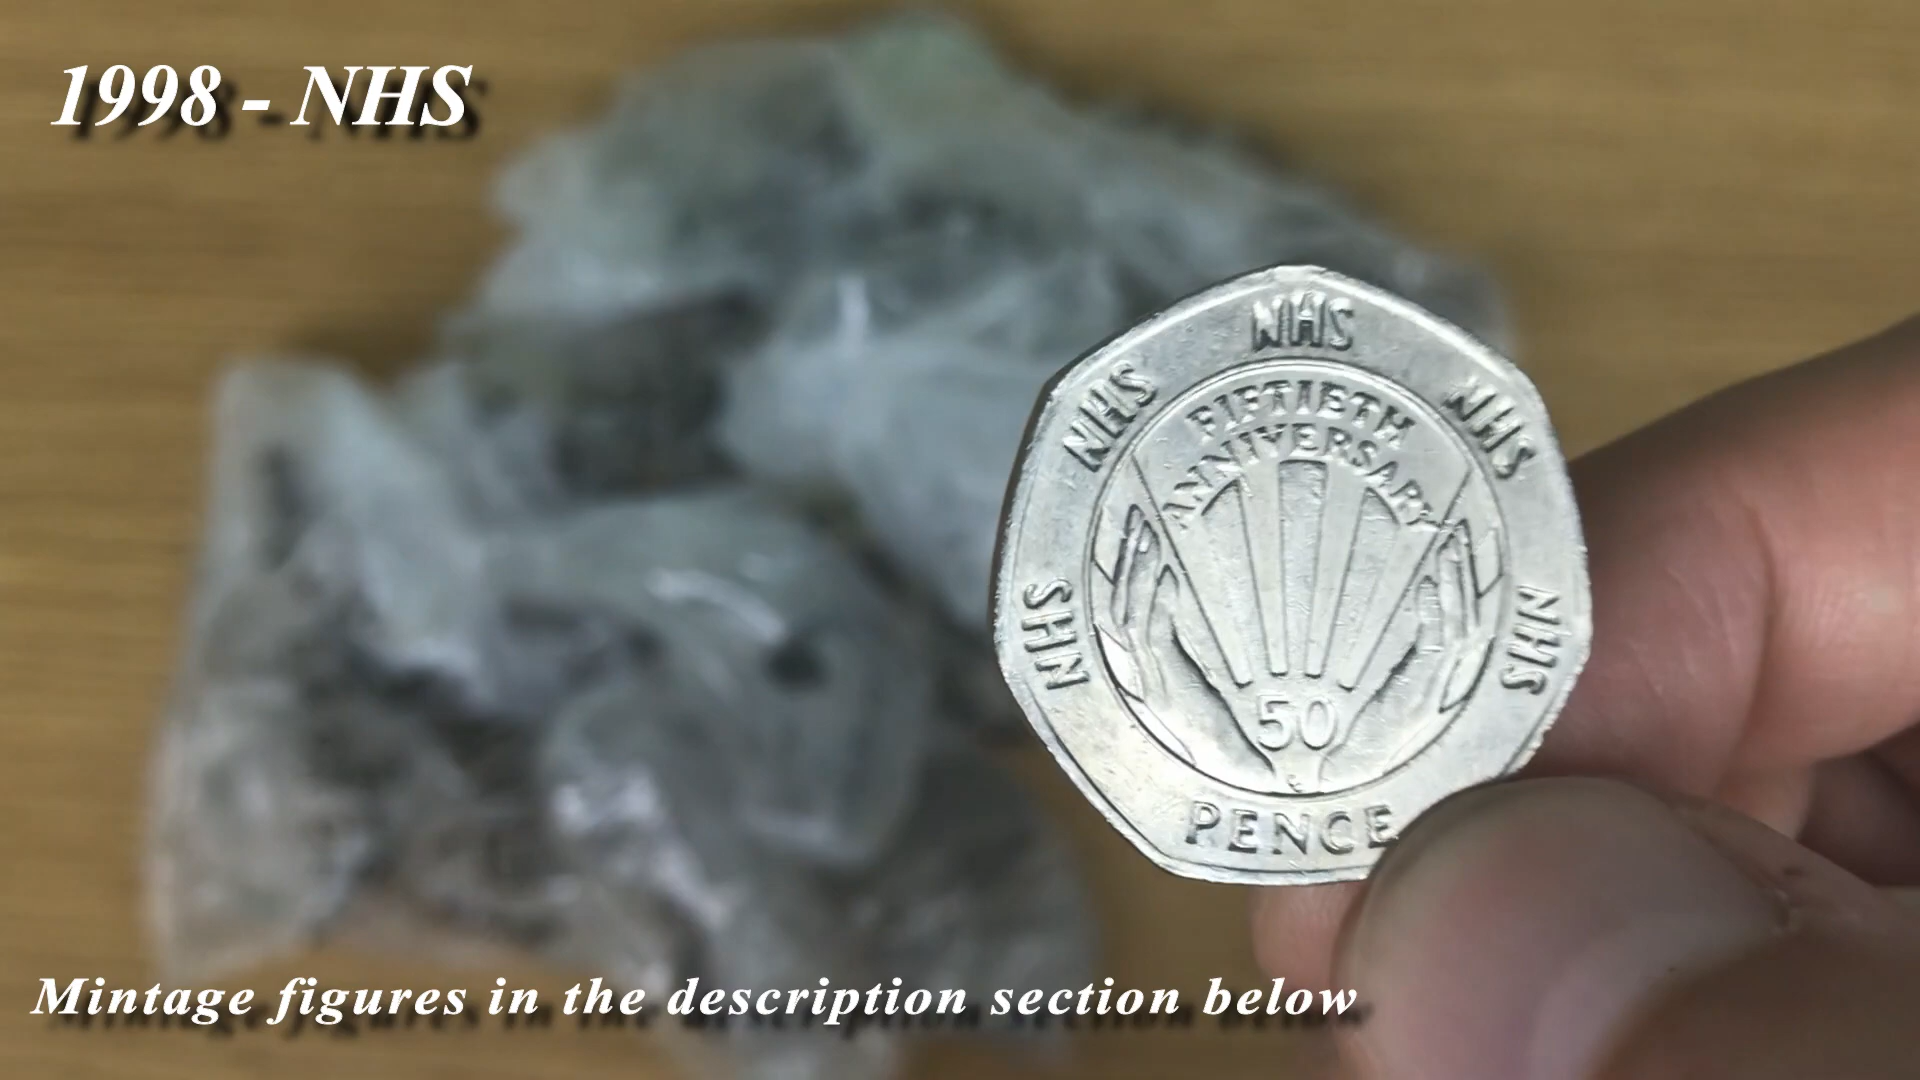 1998 - NHS
NHS
NHS
NHS
NHS
NHS
FIFTIETH
ANNIVERSARY
50
PENCE
Mintage figures in the description section below